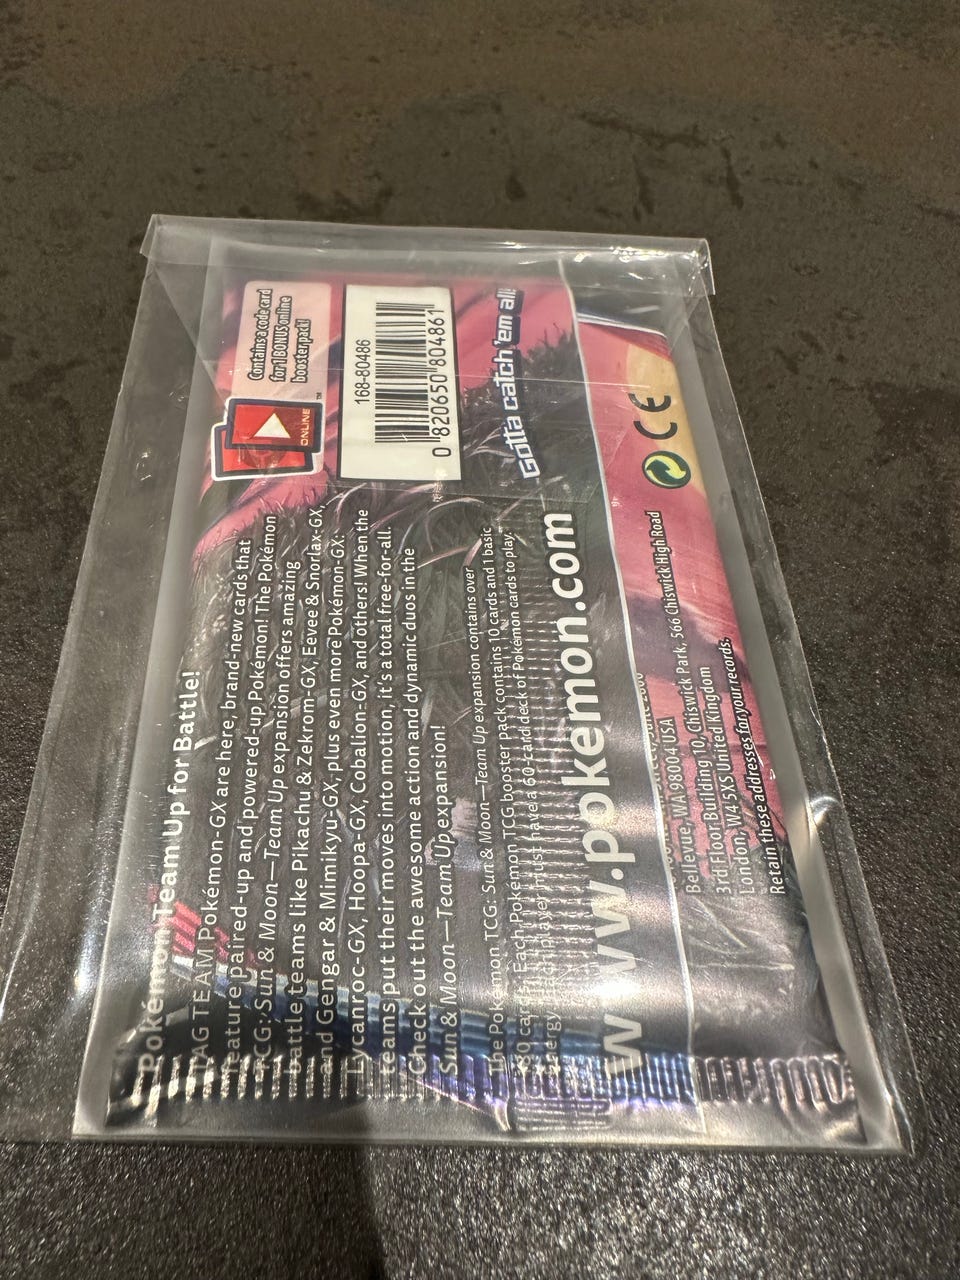 Pokémon Team Up for Battle!
TAG TEAM Pokémon-GX are here, brand-new cards that
feature paired-up and powered-up Pokémon! The Pokémon
TCG: Sun & Moon—Team Up expansion offers amazing
battle teams like Pikachu & Zekrom-GX, Eevee & Snorlax-GX,
and Gengar & Mimikyu-GX, plus even more Pokémon-GX:
Lycanroc-GX, Hoopa-GX, Cobalion-GX, and others! When the
teams put their moves into motion, it's a total free-for-all.
Check out the awesome action and dynamic duos in the
Sun & Moon—Team Up expansion!
The Pokémon TCG: Sun & Moon—Team Up expansion contains over
180 cards. Each Pokémon TCG booster pack contains 10 cards and 1 basic
Energy. Each player must have a 60-card deck of Pokémon cards to play.
www.pokemon.com
Bellevue, WA 98004 USA
3rd Floor, Building 10, Chiswick Park, 566 Chiswick High Road
London, W4 5XS United Kingdom
Retain these addresses for your records.
ONLINE
™
Contains a code card
for 1 BONUS online
booster pack!
168-80486
0 820650 804861
Gotta catch 'em all!
CE